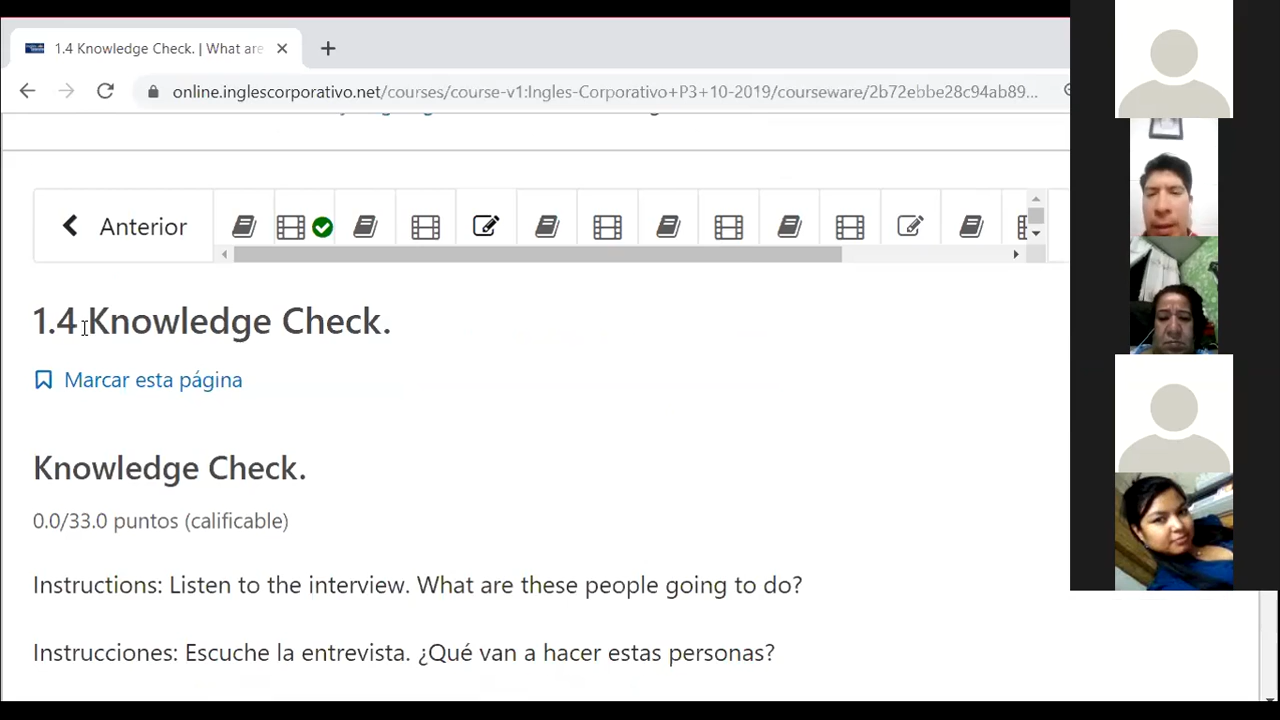 1.4 Knowledge Check. | What are
online.inglescorporativo.net/courses/course-v1:Ingles-Corporativo+P3+10-2019/courseware/2b72ebbe28c94ab89...
Anterior
1.4 Knowledge Check.
Marcar esta página
Knowledge Check.
0.0/33.0 puntos (calificable)
Instructions: Listen to the interview. What are these people going to do?
Instrucciones: Escuche la entrevista. ¿Qué van a hacer estas personas?